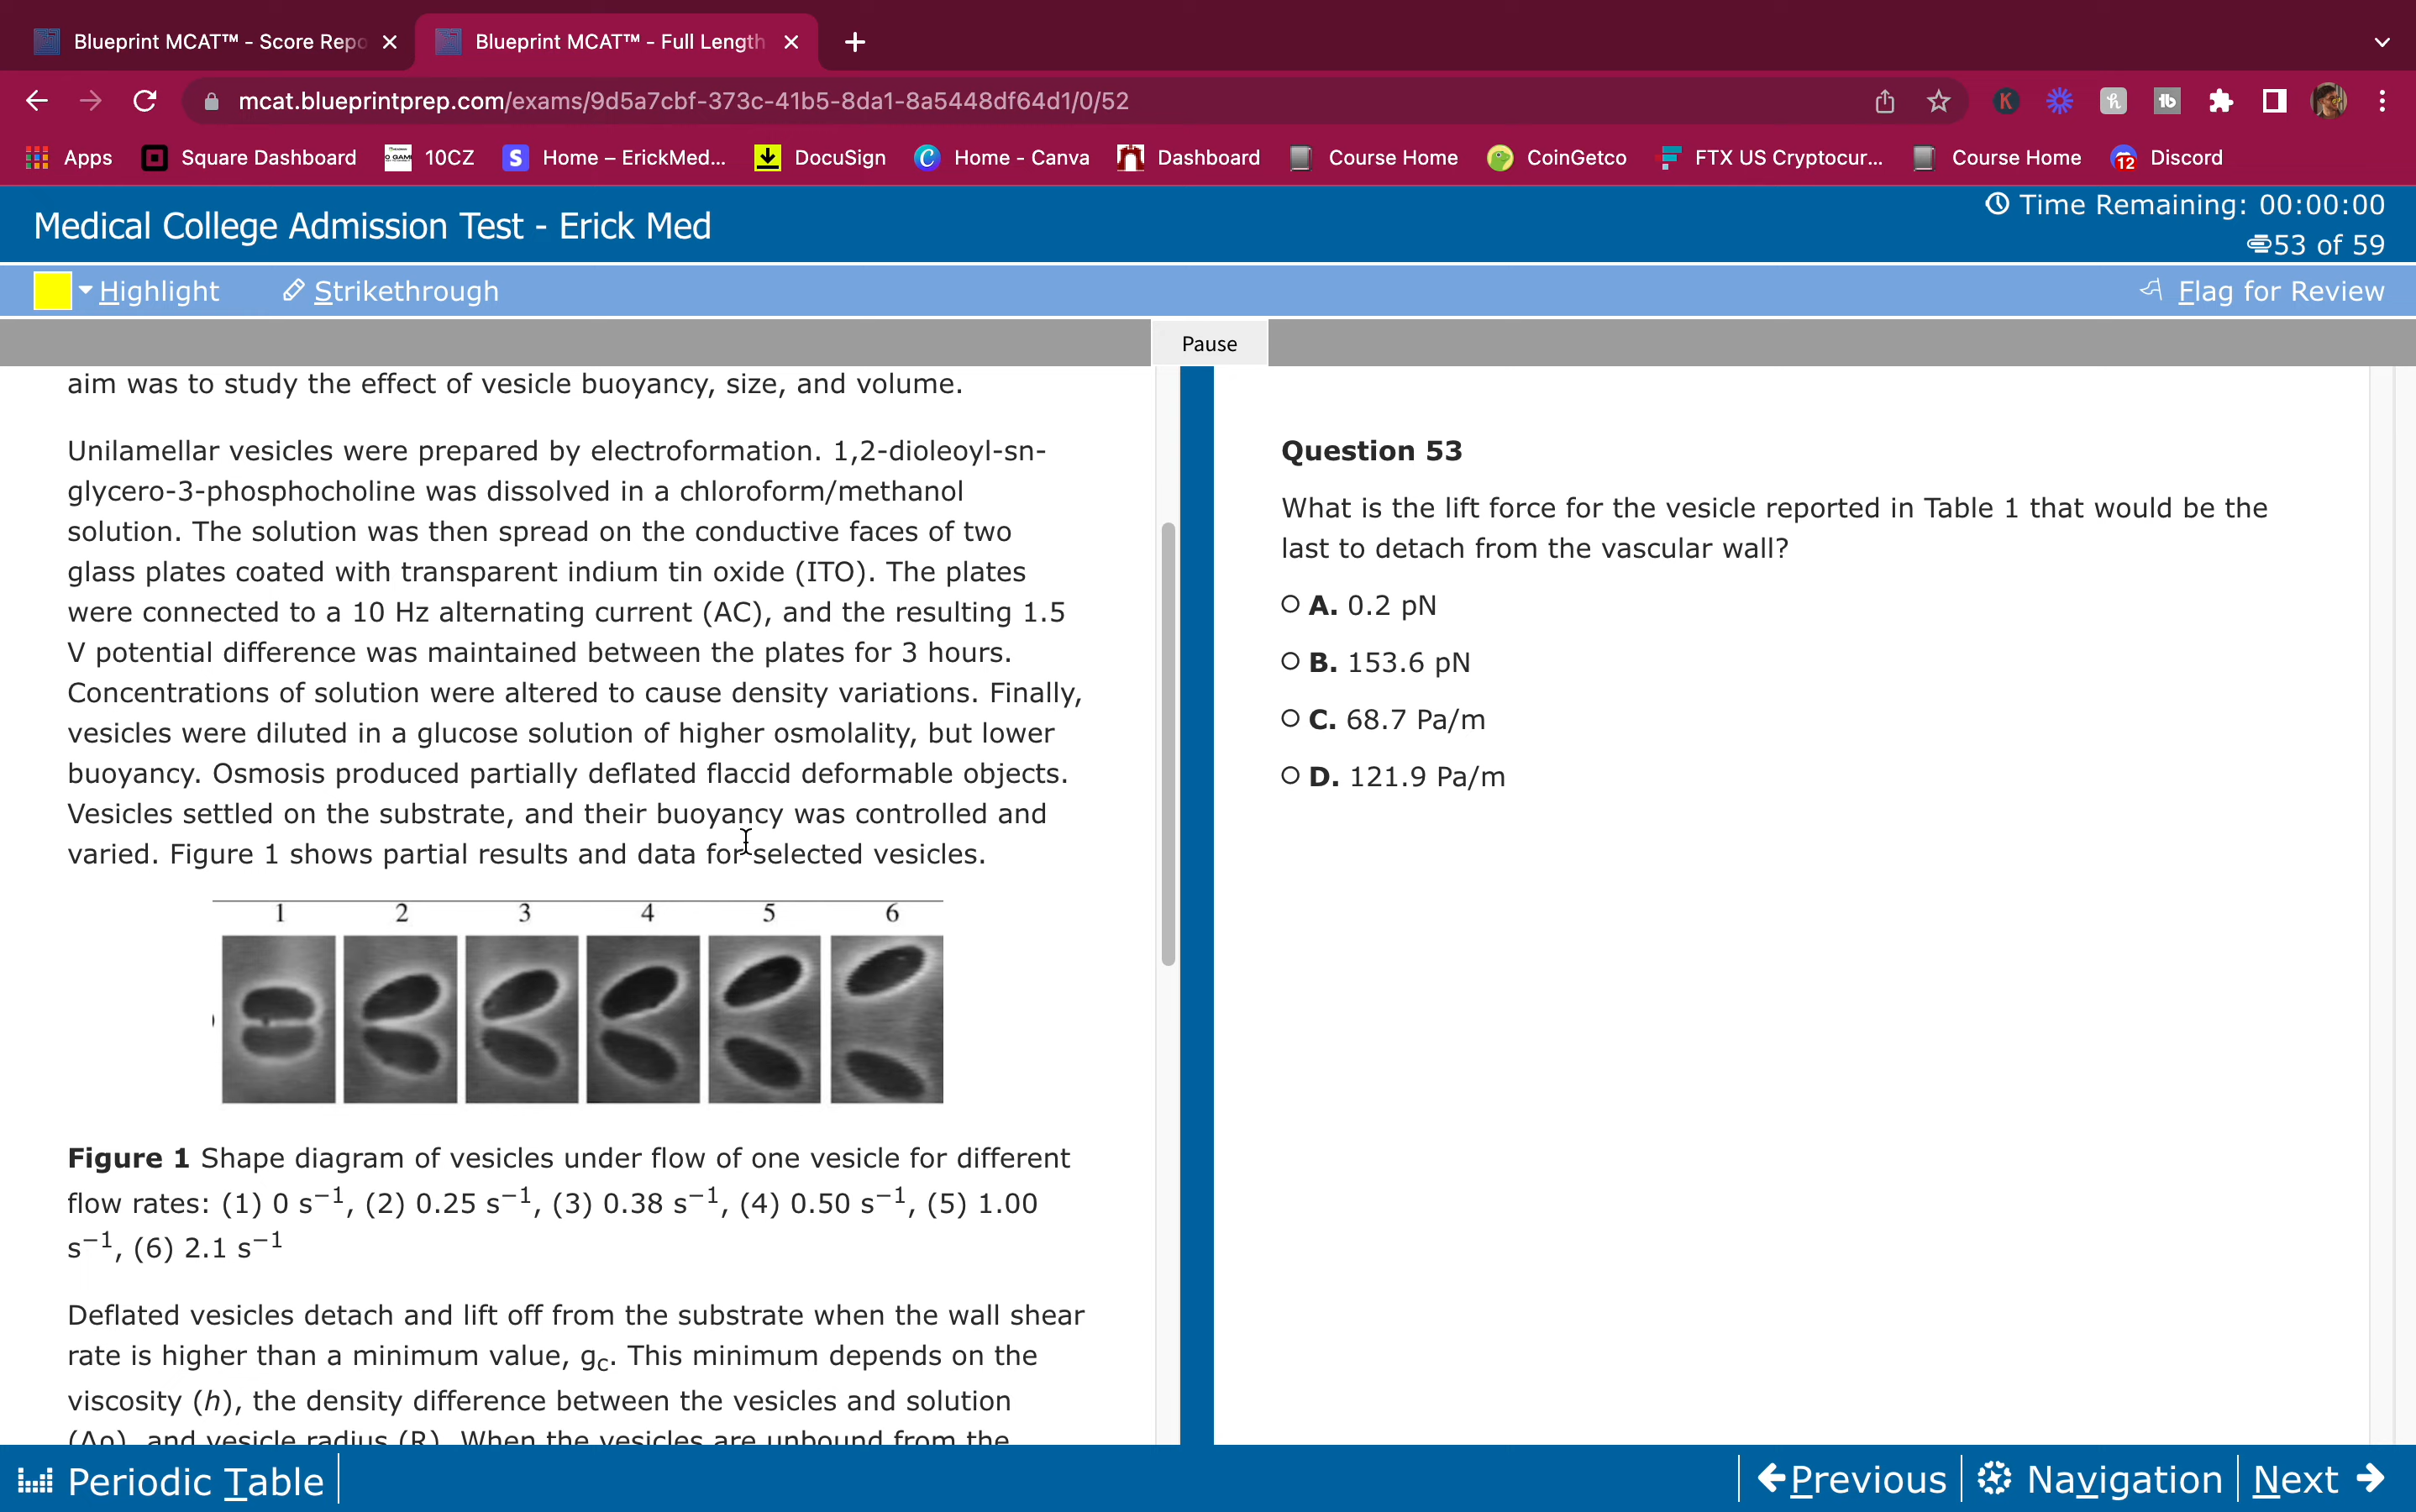 Blueprint MCAT™ - Score Repo
Blueprint MCAT™ - Full Length
mcat.blueprintprep.com/exams/9d5a7cbf-373c-41b5-8da1-8a5448df64d1/0/52
Apps
Square Dashboard
10CZ
Home – ErickMed...
DocuSign
Home - Canva
Dashboard
Course Home
CoinGetco
FTX US Cryptocur...
Course Home
12
Discord
Medical College Admission Test - Erick Med
Time Remaining: 00:00:00
53 of 59
Highlight
Strikethrough
Flag for Review
Pause
aim was to study the effect of vesicle buoyancy, size, and volume.
Unilamellar vesicles were prepared by electroformation. 1,2-dioleoyl-sn-
glycero-3-phosphocholine was dissolved in a chloroform/methanol
solution. The solution was then spread on the conductive faces of two
glass plates coated with transparent indium tin oxide (ITO). The plates
were connected to a 10 Hz alternating current (AC), and the resulting 1.5
V potential difference was maintained between the plates for 3 hours.
Concentrations of solution were altered to cause density variations. Finally,
vesicles were diluted in a glucose solution of higher osmolality, but lower
buoyancy. Osmosis produced partially deflated flaccid deformable objects.
Vesicles settled on the substrate, and their buoyancy was controlled and
varied. Figure 1 shows partial results and data for selected vesicles.
1 2 3 4 5 6
Figure 1 Shape diagram of vesicles under flow of one vesicle for different
flow rates: (1) 0 s⁻¹, (2) 0.25 s⁻¹, (3) 0.38 s⁻¹, (4) 0.50 s⁻¹, (5) 1.00
s⁻¹, (6) 2.1 s⁻¹
Deflated vesicles detach and lift off from the substrate when the wall shear
rate is higher than a minimum value, gc. This minimum depends on the
viscosity (h), the density difference between the vesicles and solution
(Δρ), and vesicle radius (R). When the vesicles are unbound from the
Question 53
What is the lift force for the vesicle reported in Table 1 that would be the
last to detach from the vascular wall?
A. 0.2 pN
B. 153.6 pN
C. 68.7 Pa/m
D. 121.9 Pa/m
Periodic Table
Previous
Navigation
Next